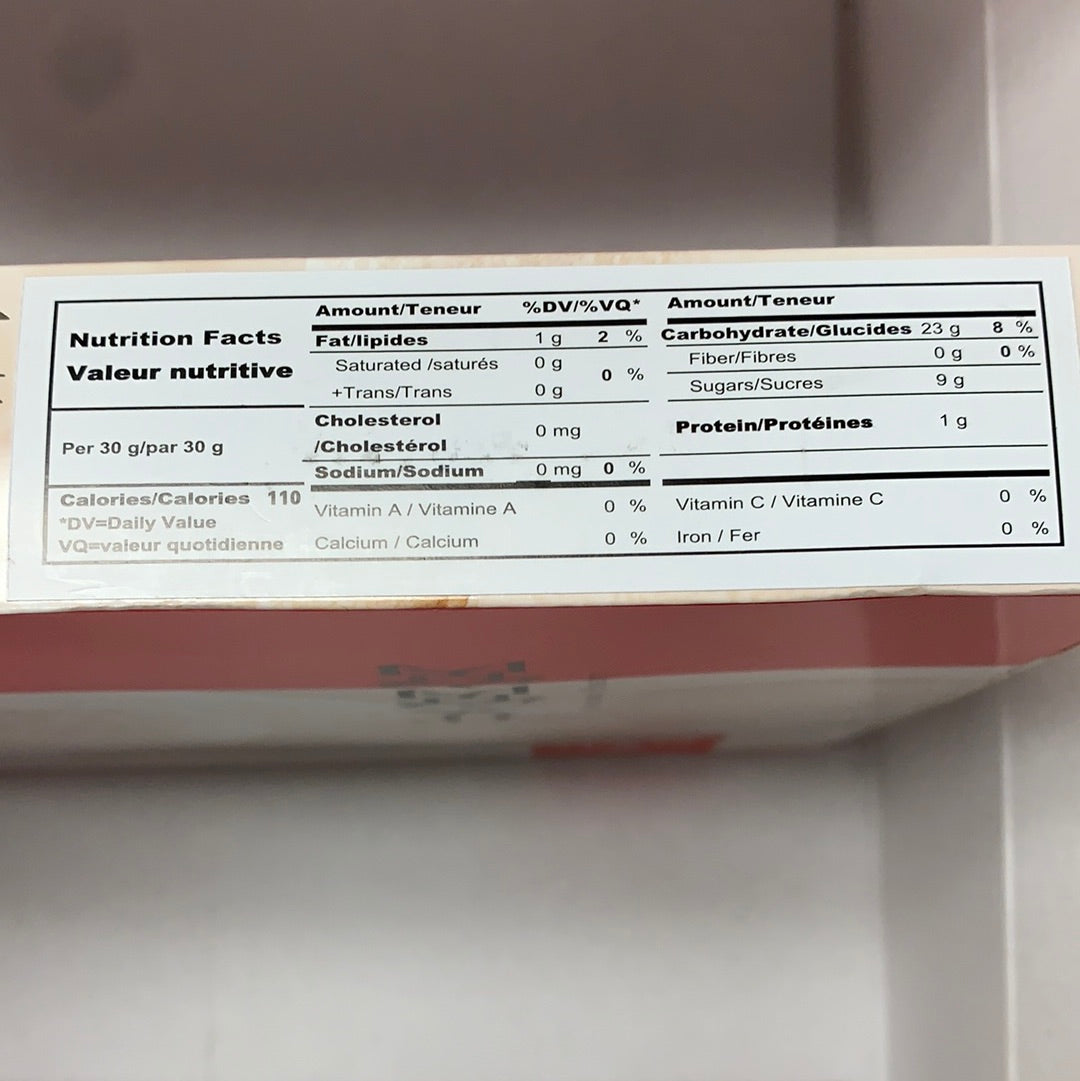 Nutrition Facts
Valeur nutritive
Per 30 g/par 30 g
Calories/Calories 110
*DV=Daily Value
VQ=valeur quotidienne
Amount/Teneur %DV/%VQ*
Fat/lipides 1 g 2 %
Saturated /saturés 0 g
+Trans/Trans 0 g
0 %
Cholesterol
/Cholestérol 0 mg
Sodium/Sodium 0 mg 0 %
Vitamin A / Vitamine A 0 %
Calcium / Calcium 0 %
Amount/Teneur
Carbohydrate/Glucides 23 g 8 %
Fiber/Fibres 0 g 0 %
Sugars/Sucres 9 g
Protein/Protéines 1 g
Vitamin C / Vitamine C 0 %
Iron / Fer 0 %